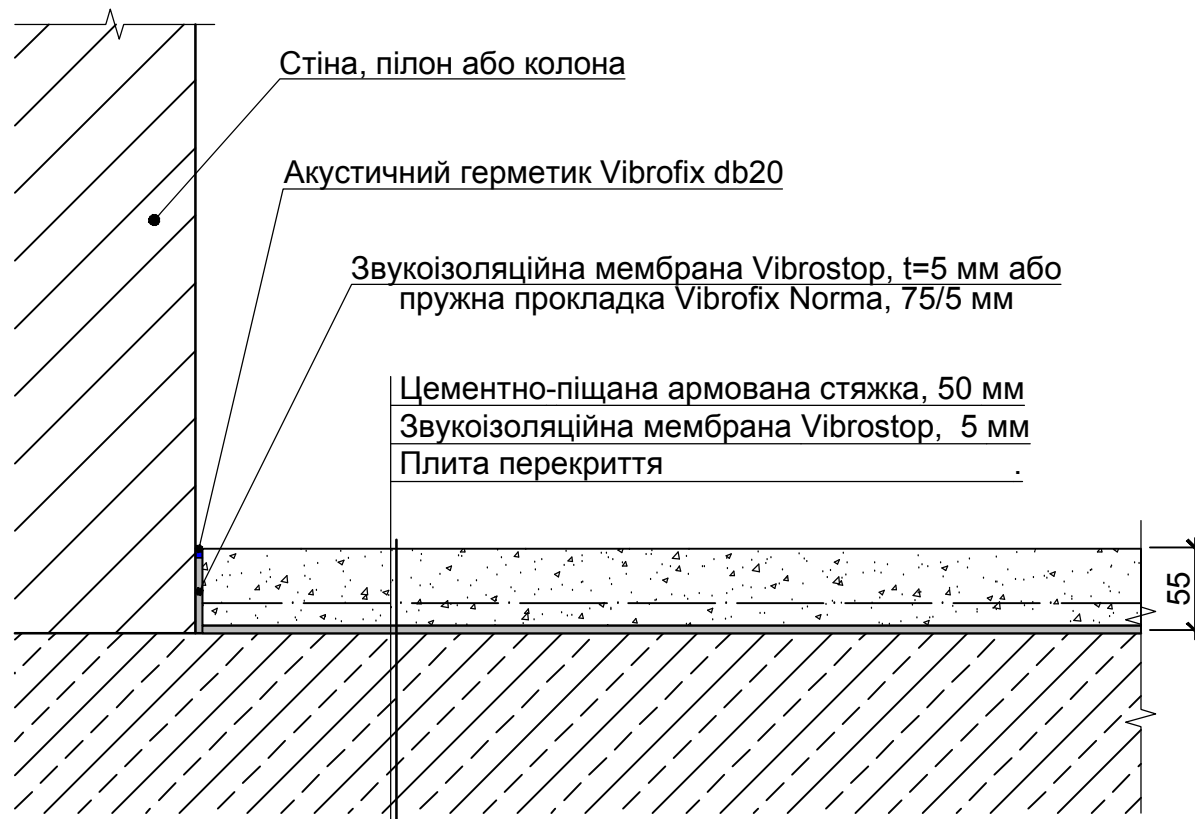 Стіна, пілон або колона
Акустичний герметик Vibrofix db20
Звукоізоляційна мембрана Vibrostop, t=5 мм або
пружна прокладка Vibrofix Norma, 75/5 мм
Цементно-піщана армована стяжка, 50 мм
Звукоізоляційна мембрана Vibrostop, 5 мм
Плита перекриття .
55